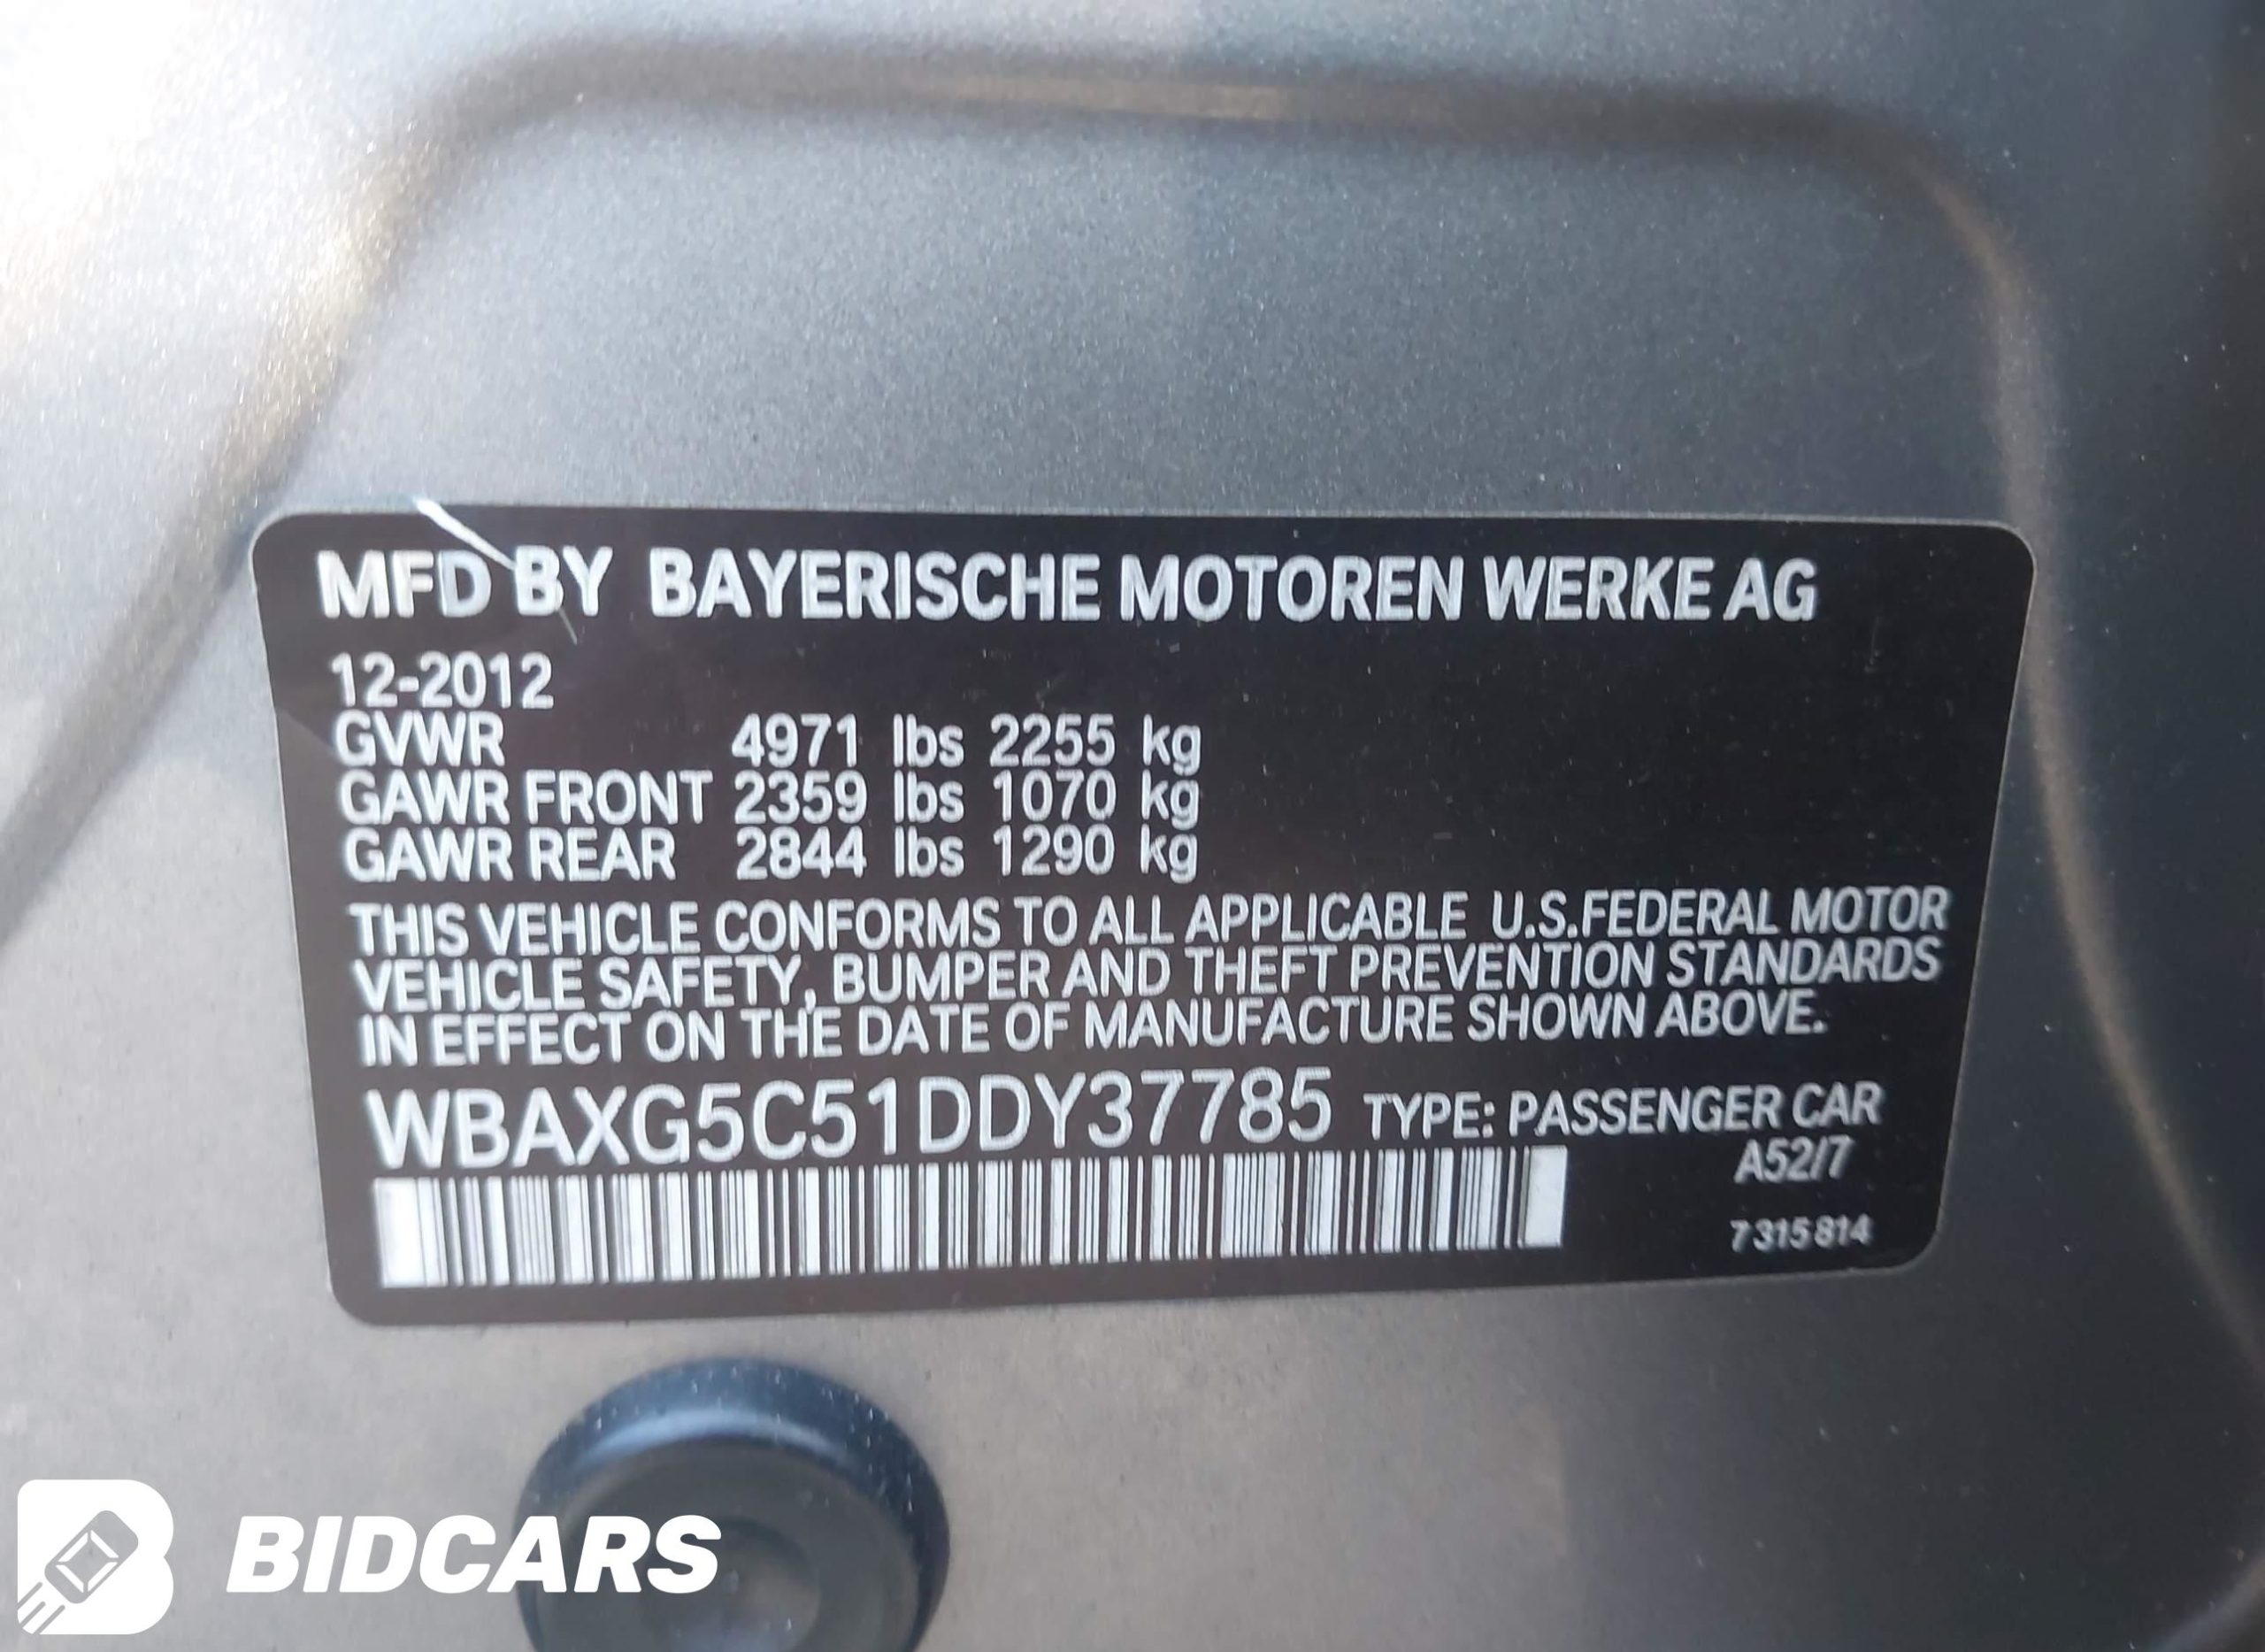 MFD BY BAYERISCHE MOTOREN WERKE AG
12-2012
GVWR 4971 lbs 2255 kg
GAWR FRONT 2359 lbs 1070 kg
GAWR REAR 2844 lbs 1290 kg
THIS VEHICLE CONFORMS TO ALL APPLICABLE U.S.FEDERAL MOTOR
VEHICLE SAFETY, BUMPER AND THEFT PREVENTION STANDARDS
IN EFFECT ON THE DATE OF MANUFACTURE SHOWN ABOVE.
WBAXG5C51DDY37785 TYPE: PASSENGER CAR
A52/7
7 315 814
BIDCARS